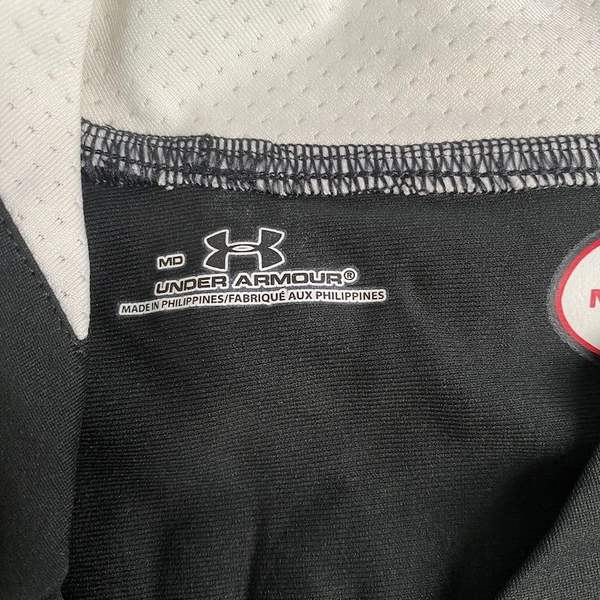 MD
UNDER ARMOUR®
MADE IN PHILIPPINES/FABRIQUÉ AUX PHILIPPINES